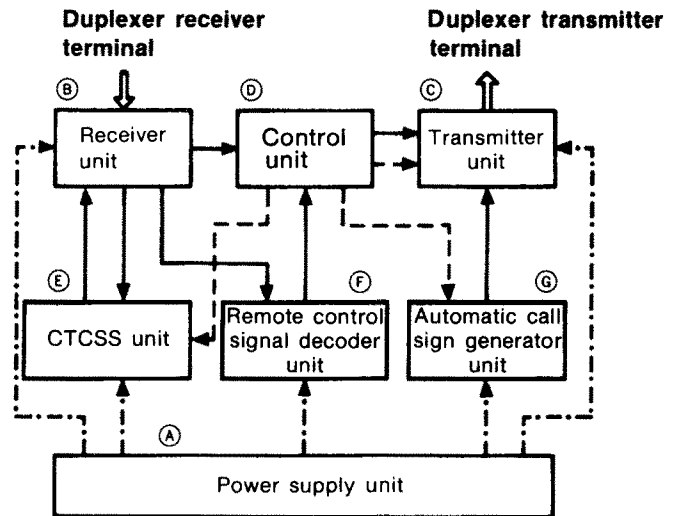 Duplexer receiver
terminal
Duplexer transmitter
terminal
Ⓑ
Ⓓ
Ⓒ
Receiver
unit
Control
unit
Transmitter
unit
Ⓔ
Ⓕ
Ⓖ
CTCSS unit
Remote control
signal decoder
unit
Automatic call
sign generator
unit
Ⓐ
Power supply unit